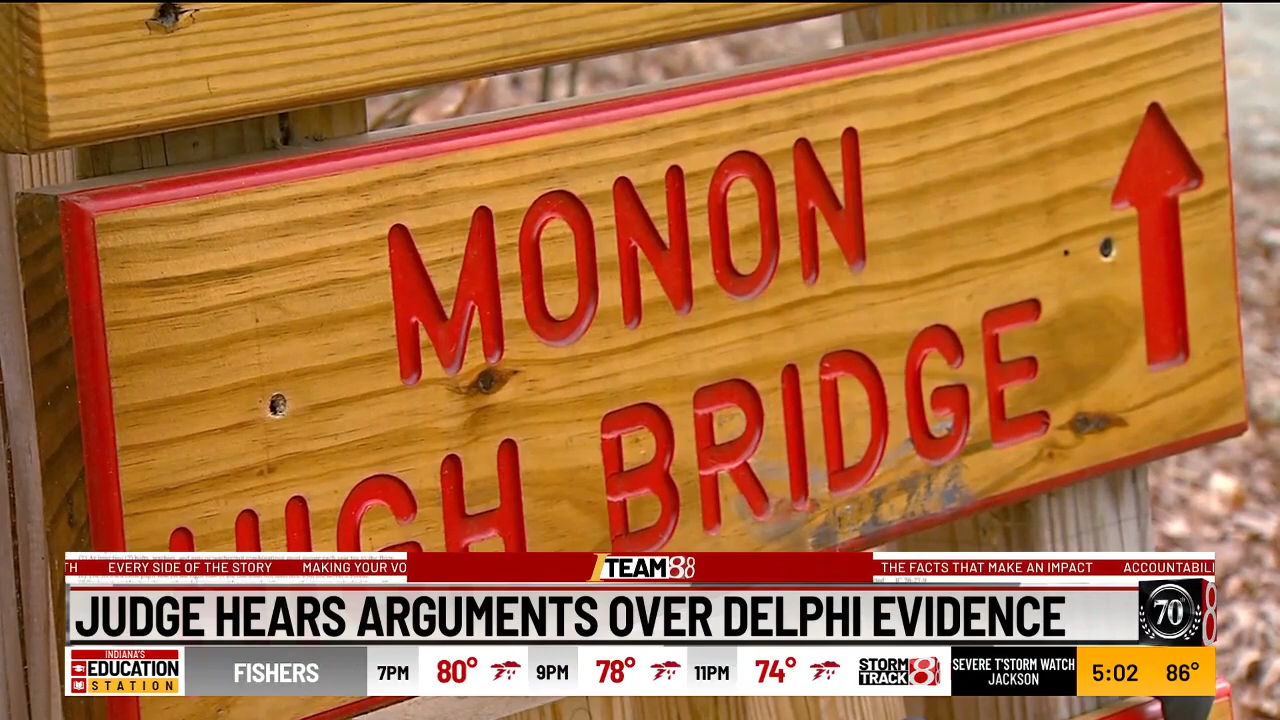 MONON
HIGH BRIDGE
TH EVERY SIDE OF THE STORY MAKING YOUR VO
I TEAM 8
THE FACTS THAT MAKE AN IMPACT ACCOUNTABILI
JUDGE HEARS ARGUMENTS OVER DELPHI EVIDENCE
70
8
INDIANA'S
EDUCATION
STATION
FISHERS 7PM 80° 9PM 78° 11PM 74°
STORM
TRACK 8
SEVERE T'STORM WATCH
JACKSON
5:02 86°